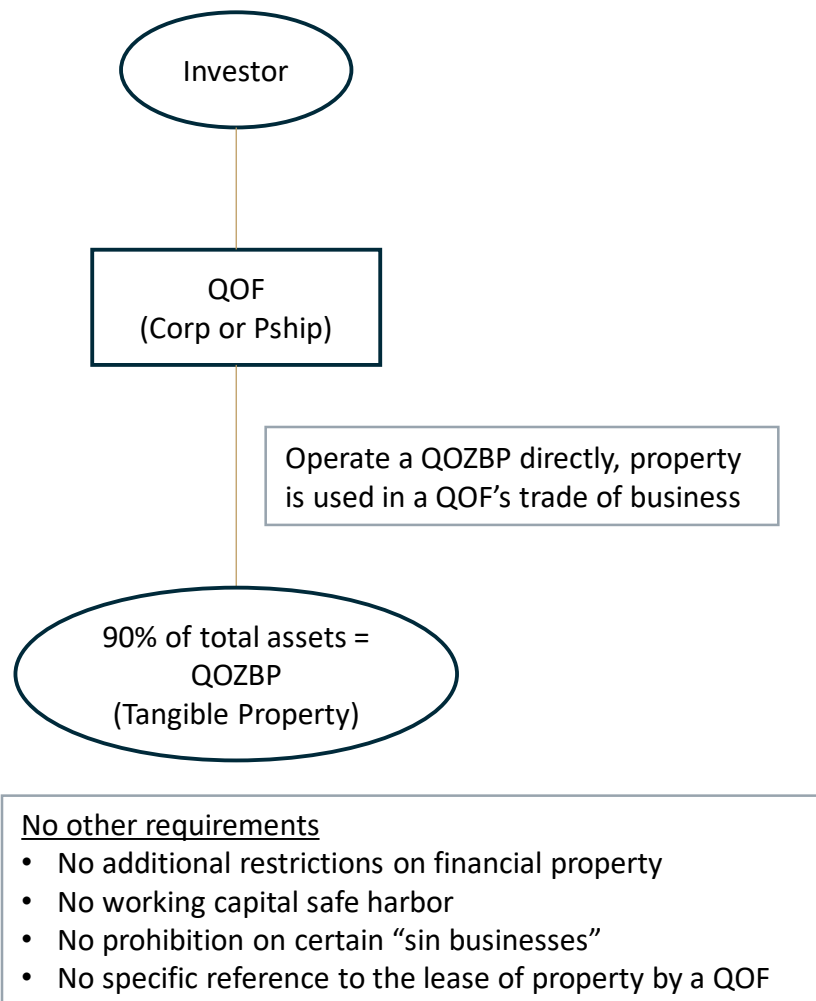 Investor
QOF
(Corp or Pship)
Operate a QOZBP directly, property
is used in a QOF’s trade of business
90% of total assets =
QOZBP
(Tangible Property)
No other requirements
• No additional restrictions on financial property
• No working capital safe harbor
• No prohibition on certain “sin businesses”
• No specific reference to the lease of property by a QOF